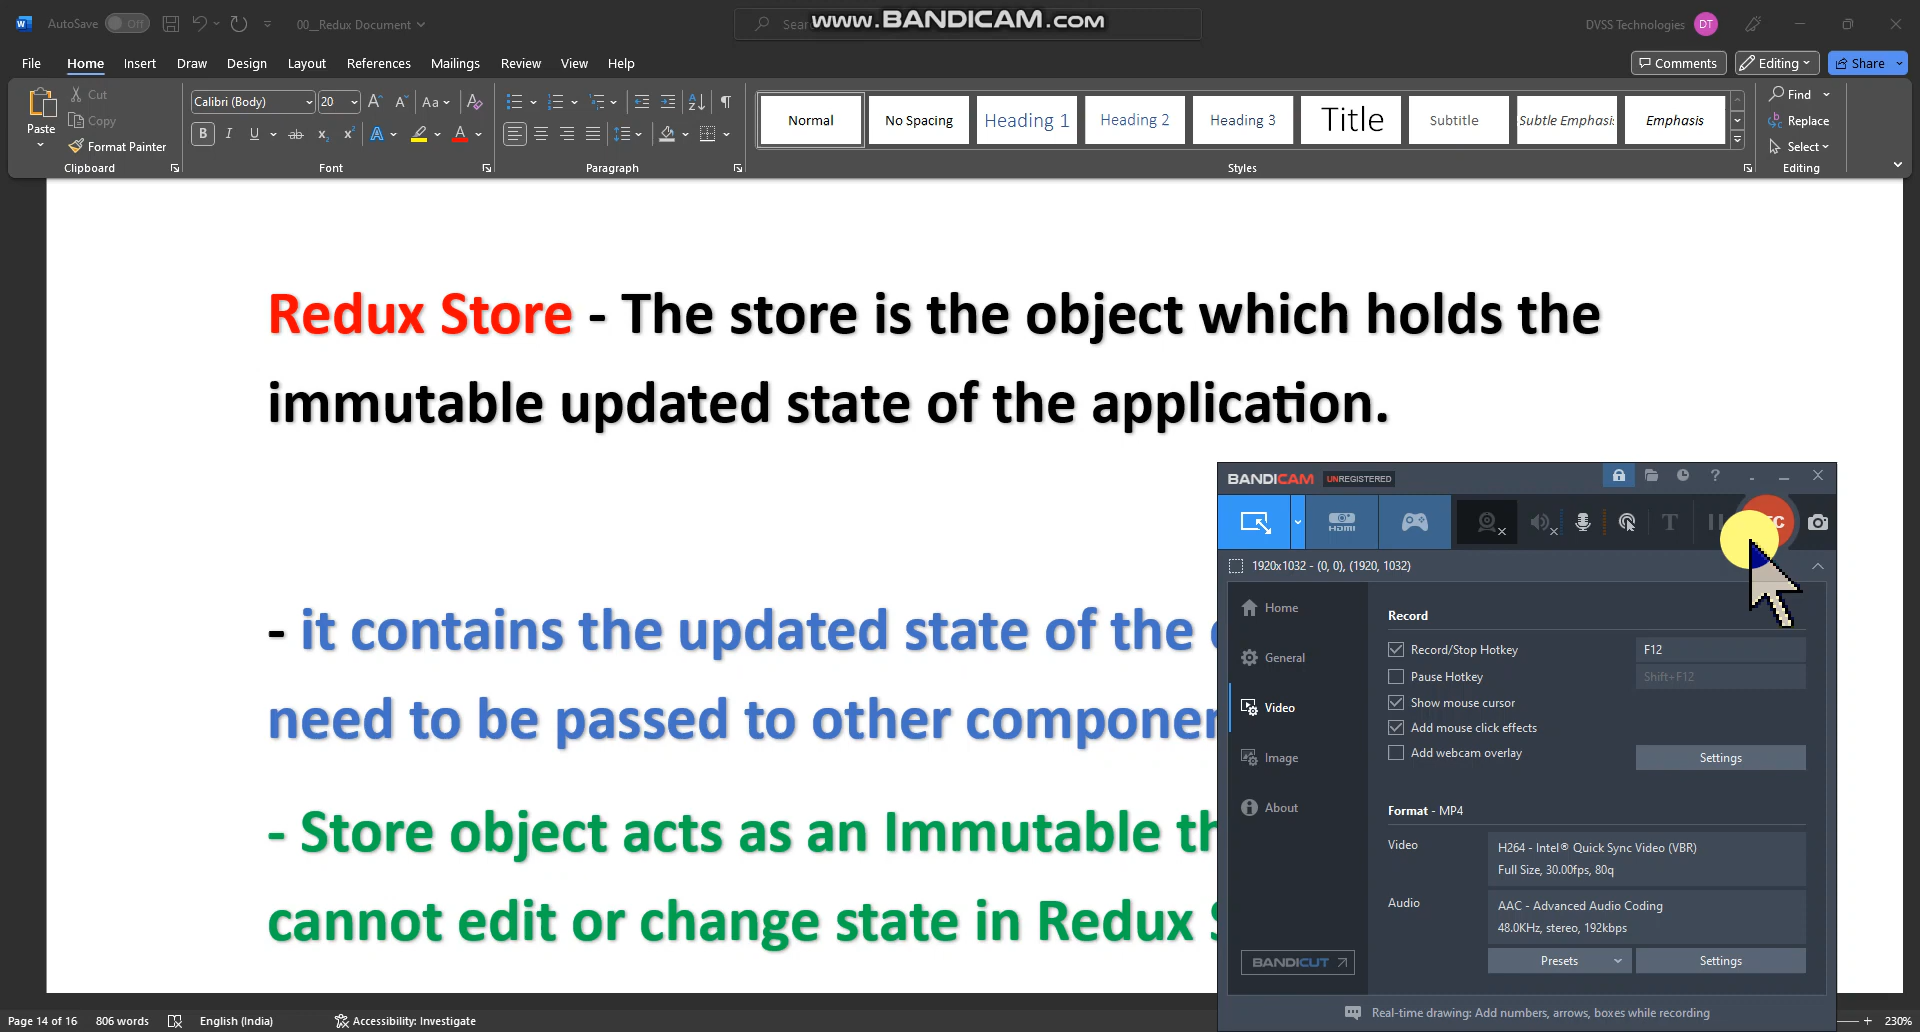 AutoSave Off 00__Redux Document
www.BANDICAM.com
DVSS Technologies DT
File Home Insert Draw Design Layout References Mailings Review View Help
Comments Editing Share
Paste Cut Copy Format Painter
Calibri (Body) 20
Normal No Spacing Heading 1 Heading 2 Heading 3 Title Subtitle Subtle Emphasi: Emphasis
Find Replace Select
Clipboard Font Paragraph Styles Editing
Redux Store - The store is the object which holds the
immutable updated state of the application.
- it contains the updated state of the
need to be passed to other componen
- Store object acts as an Immutable th
cannot edit or change state in Redux
BANDICAM UNREGISTERED
HDMI
1920x1032 - (0, 0), (1920, 1032)
Home
General
Video
Image
About
BANDICUT
Record
Record/Stop Hotkey F12
Pause Hotkey Shift+F12
Show mouse cursor
Add mouse click effects
Add webcam overlay Settings
Format - MP4
Video H264 - Intel® Quick Sync Video (VBR)
Full Size, 30.00fps, 80q
Audio AAC - Advanced Audio Coding
48.0KHz, stereo, 192kbps
Presets Settings
Real-time drawing: Add numbers, arrows, boxes while recording
Page 14 of 16 806 words English (India) Accessibility: Investigate 230%